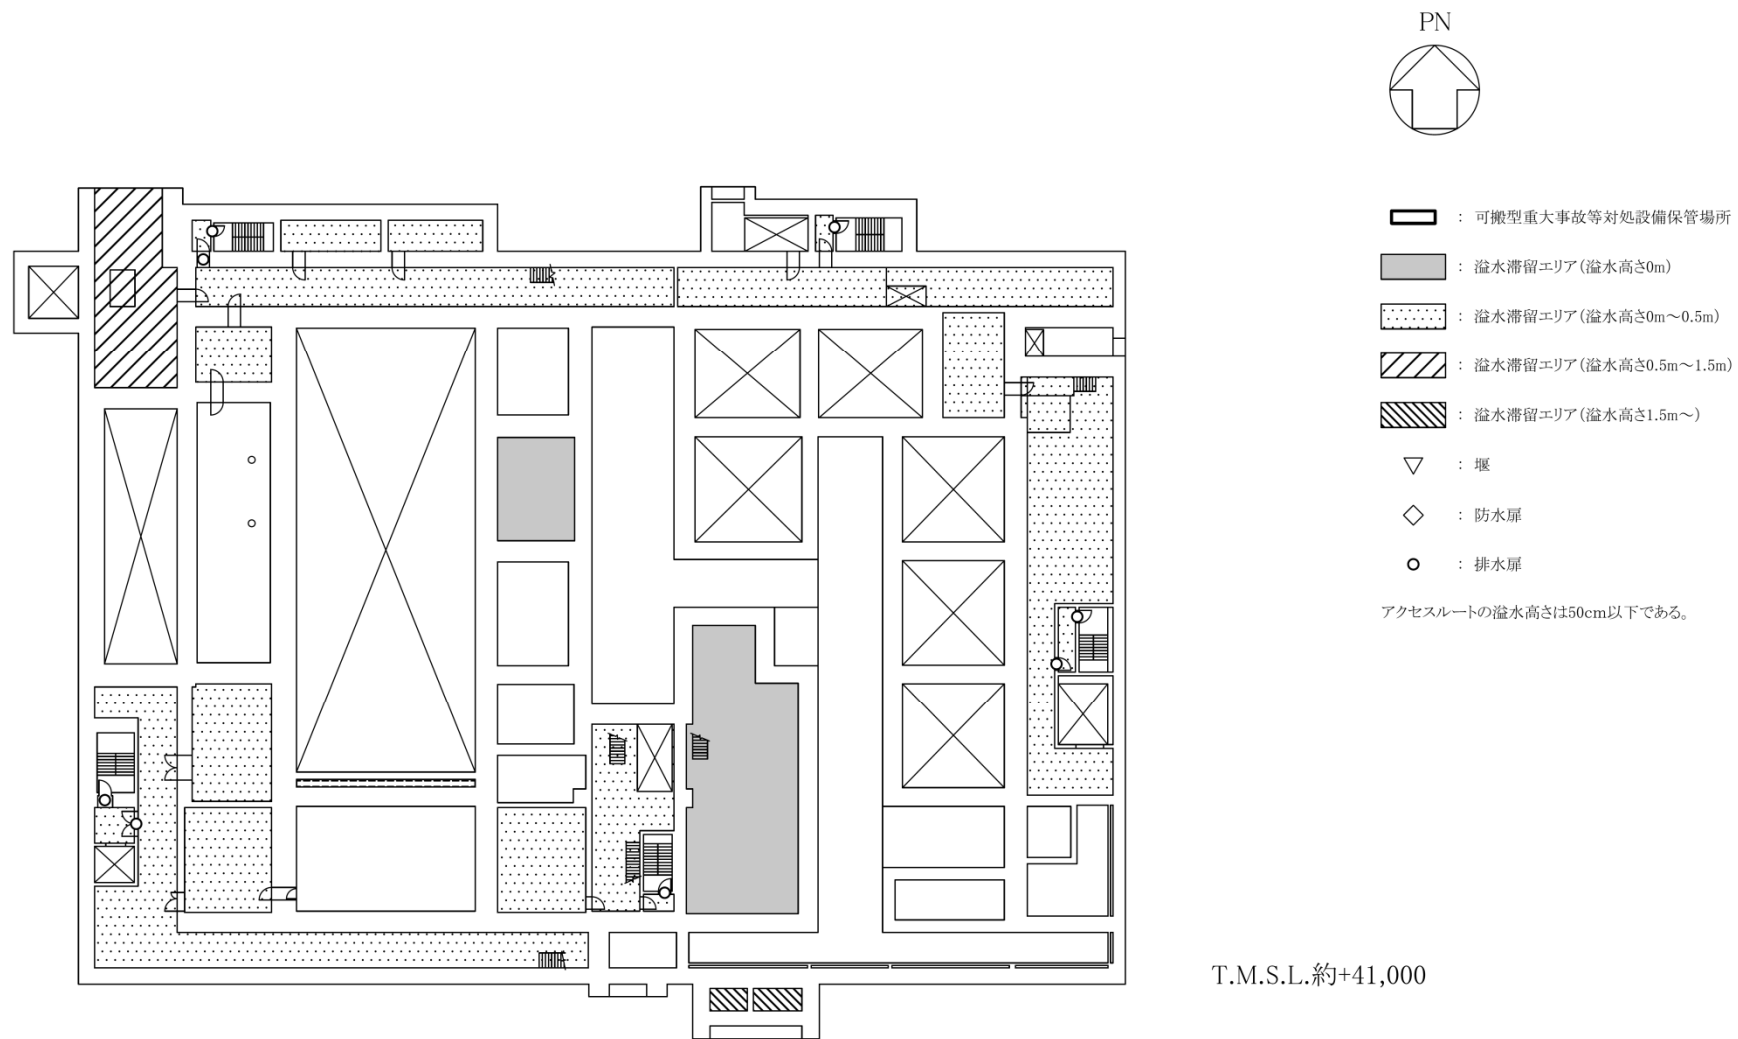 PN
： 可搬型重大事故等対処設備保管場所
： 溢水滞留エリア（溢水高さ0m）
： 溢水滞留エリア（溢水高さ0m～0.5m）
： 溢水滞留エリア（溢水高さ0.5m～1.5m）
： 溢水滞留エリア（溢水高さ1.5m～）
： 堰
： 防水扉
： 排水扉
アクセスルートの溢水高さは50cm以下である。
T.M.S.L.約+41,000